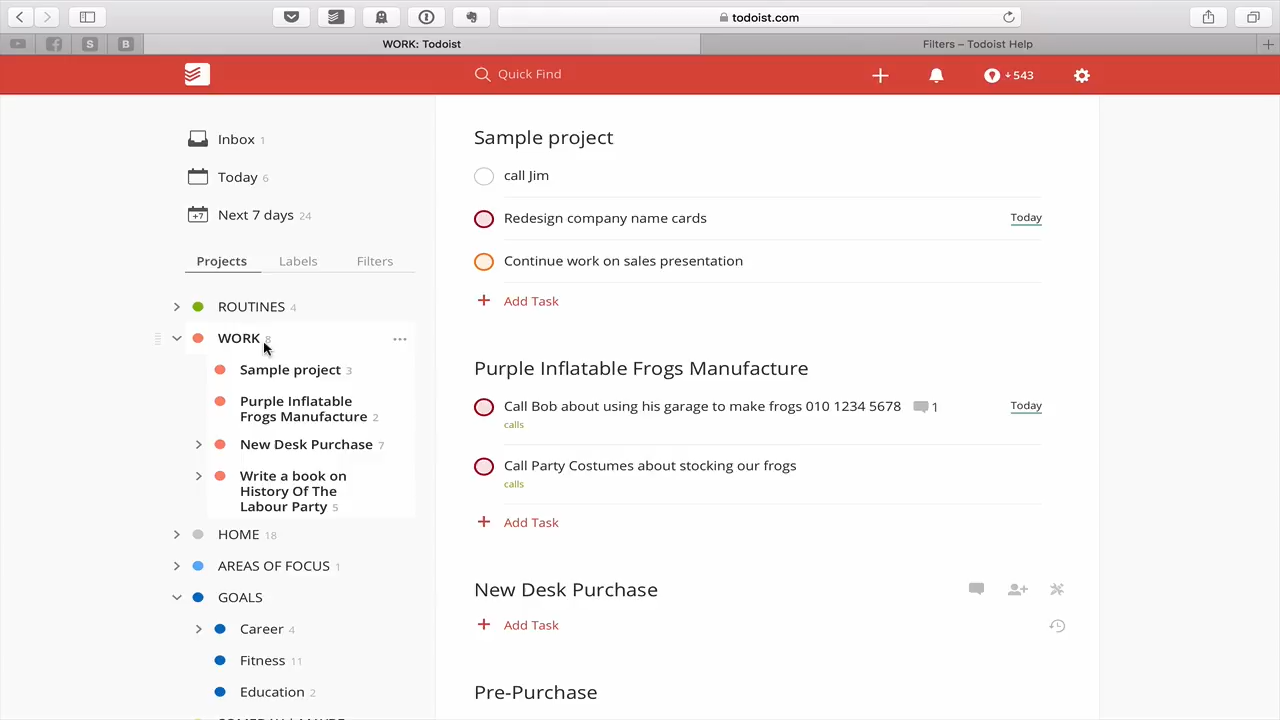 todoist.com
S
B
WORK: Todoist
Filters – Todoist Help
Quick Find
543
Inbox 1
Today 6
+7 Next 7 days 24
Projects Labels Filters
ROUTINES 4
WORK 8
Sample project 3
Purple Inflatable
Frogs Manufacture 2
New Desk Purchase 7
Write a book on
History Of The
Labour Party 5
HOME 18
AREAS OF FOCUS 1
GOALS
Career 4
Fitness 11
Education 2
Sample project
call Jim
Redesign company name cards Today
Continue work on sales presentation
+ Add Task
Purple Inflatable Frogs Manufacture
Call Bob about using his garage to make frogs 010 1234 5678 1 Today
calls
Call Party Costumes about stocking our frogs
calls
+ Add Task
New Desk Purchase
+ Add Task
Pre-Purchase